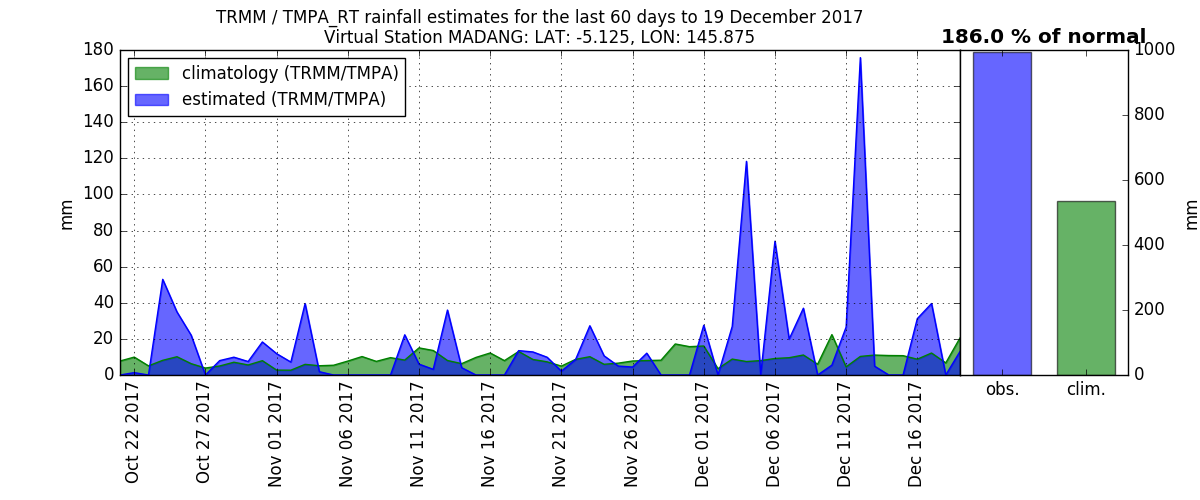 TRMM / TMPA_RT rainfall estimates for the last 60 days to 19 December 2017
Virtual Station MADANG: LAT: -5.125, LON: 145.875
186.0 % of normal
climatology (TRMM/TMPA)
estimated (TRMM/TMPA)
mm
180
160
140
120
100
80
60
40
20
0
Oct 22 2017
Oct 27 2017
Nov 01 2017
Nov 06 2017
Nov 11 2017
Nov 16 2017
Nov 21 2017
Nov 26 2017
Dec 01 2017
Dec 06 2017
Dec 11 2017
Dec 16 2017
1000
800
600
400
200
0
mm
obs.
clim.